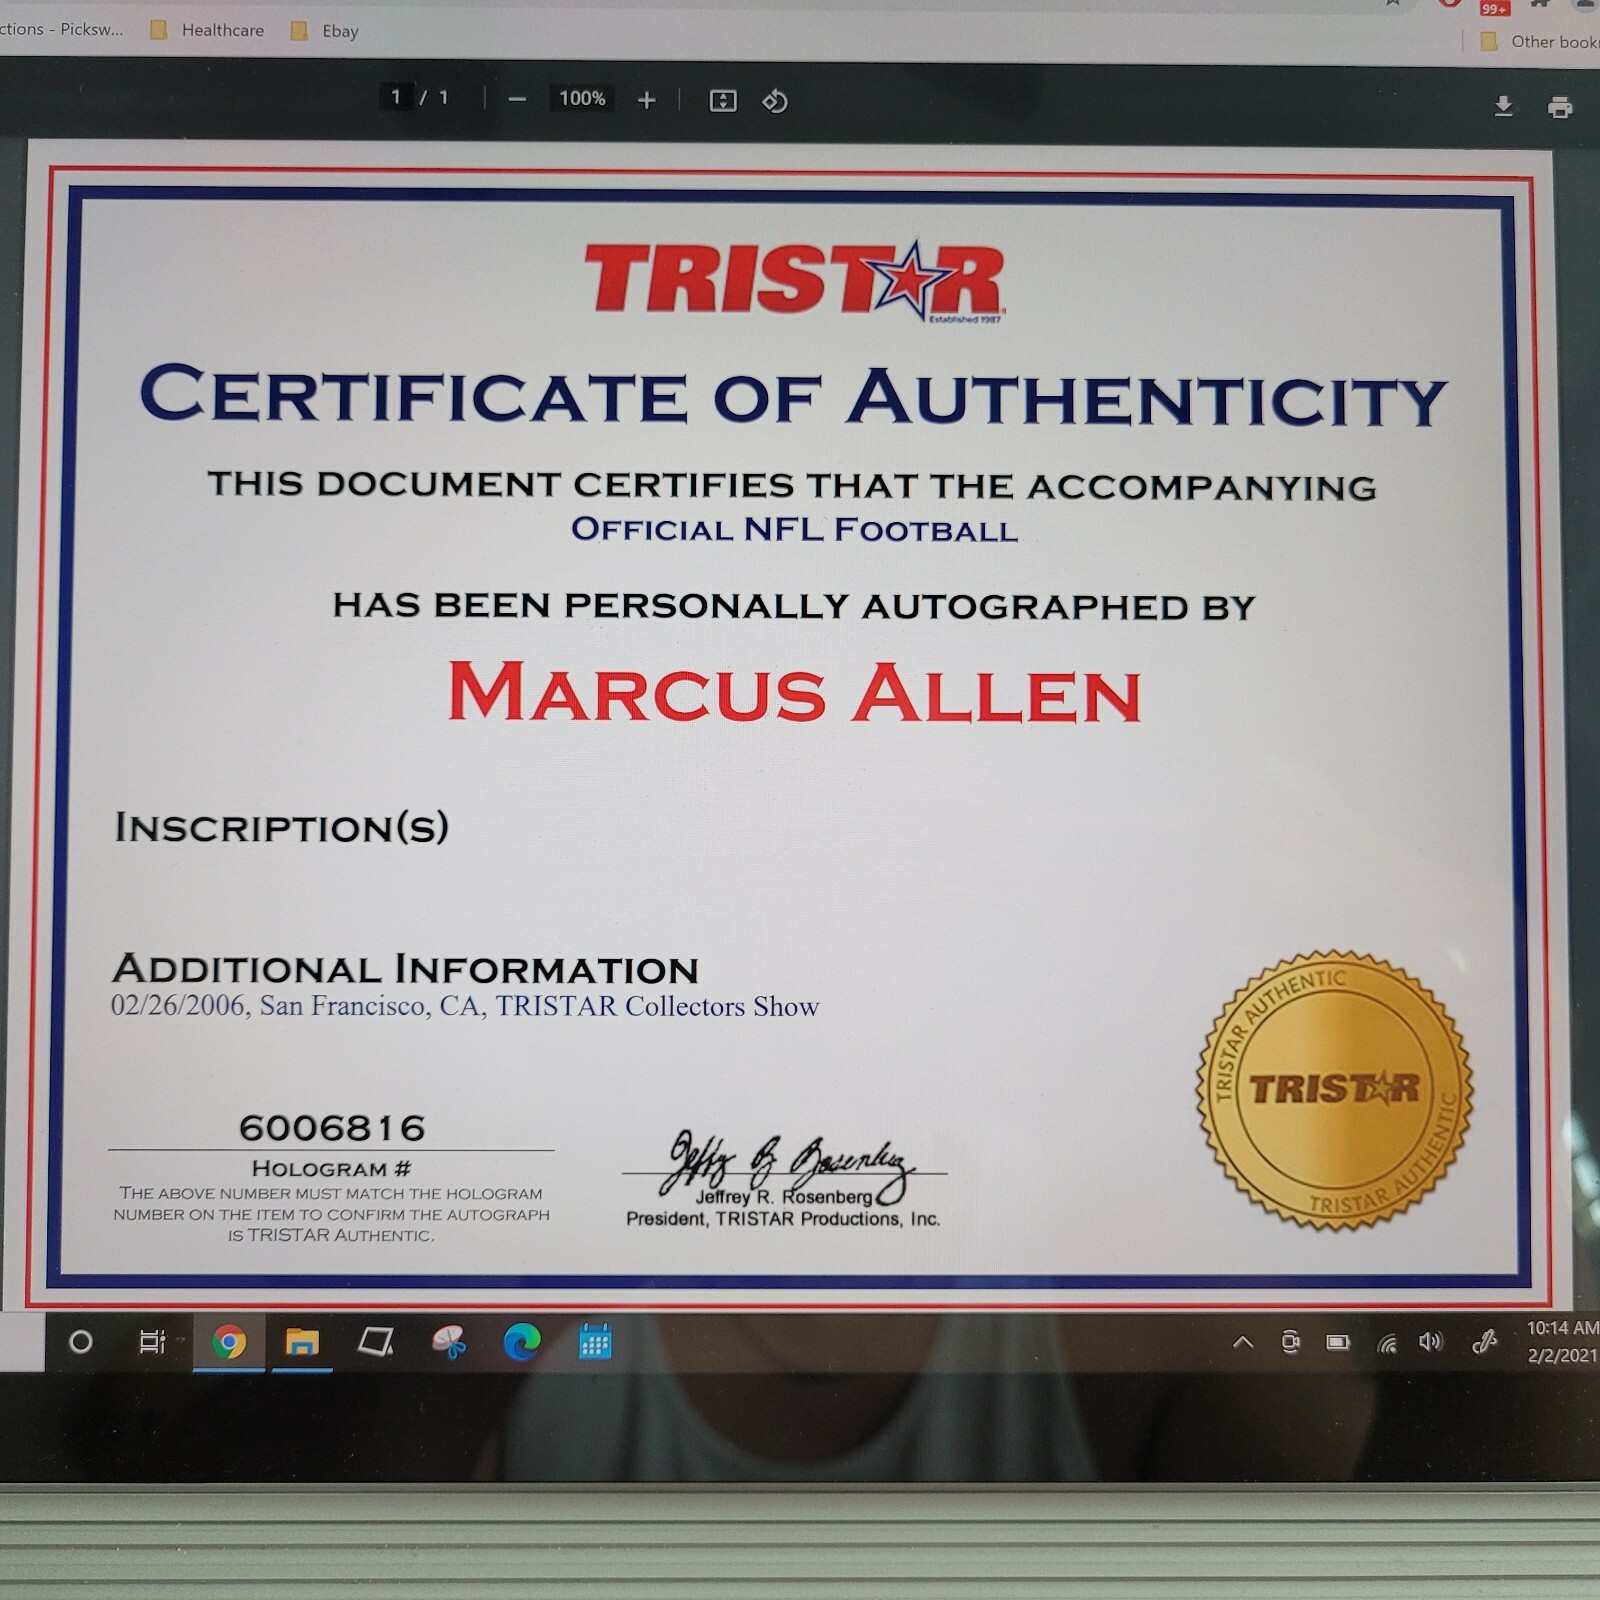 ctions - Picksw...
Healthcare
Ebay
99+
1 / 1
100%
TRISTAR
Established 1987
CERTIFICATE OF AUTHENTICITY
THIS DOCUMENT CERTIFIES THAT THE ACCOMPANYING
OFFICIAL NFL FOOTBALL
HAS BEEN PERSONALLY AUTOGRAPHED BY
MARCUS ALLEN
INSCRIPTION(S)
ADDITIONAL INFORMATION
02/26/2006, San Francisco, CA, TRISTAR Collectors Show
6006816
HOLOGRAM #
THE ABOVE NUMBER MUST MATCH THE HOLOGRAM
NUMBER ON THE ITEM TO CONFIRM THE AUTOGRAPH
IS TRISTAR AUTHENTIC.
Jeffrey R. Rosenberg
Jeffrey R. Rosenberg
President, TRISTAR Productions, Inc.
TRISTAR AUTHENTIC
TRISTAR
TRISTAR AUTHENTIC
10:14 AM
2/2/2021